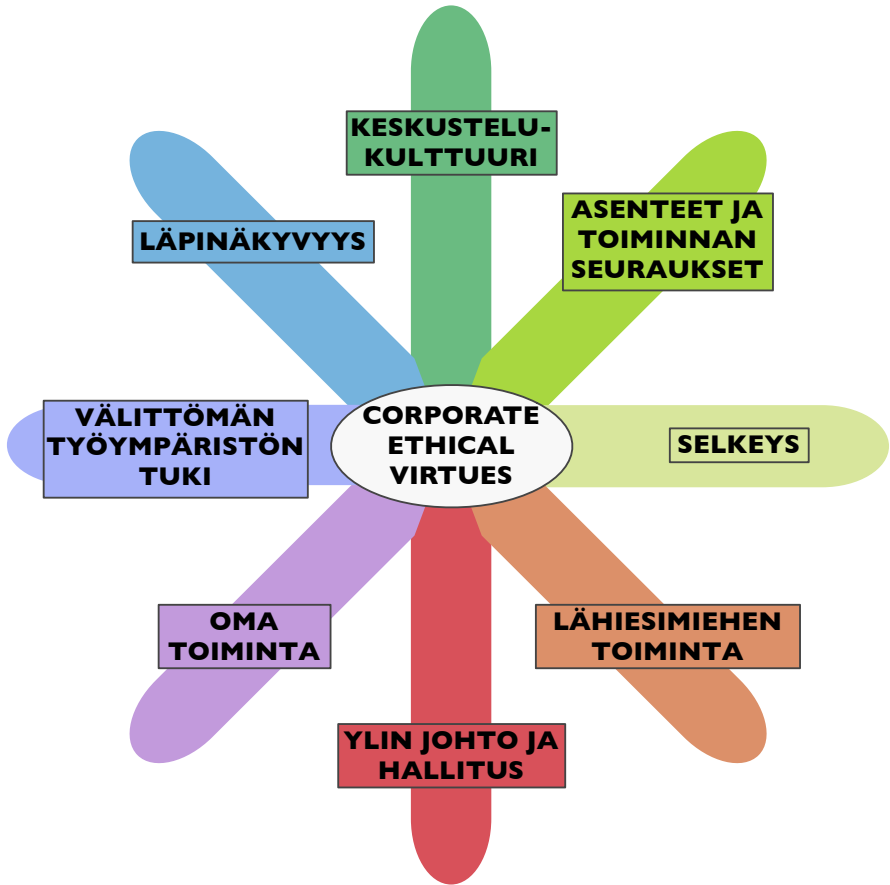 KESKUSTELU-
KULTTUURI
ASENTEET JA
TOIMINNAN
SEURAUKSET
LÄPINÄKYVYYS
VÄLITTÖMÄN
TYÖYMPÄRISTÖN
TUKI
CORPORATE
ETHICAL
VIRTUES
SELKEYS
OMA
TOIMINTA
LÄHIESIMIEHEN
TOIMINTA
YLIN JOHTO JA
HALLITUS